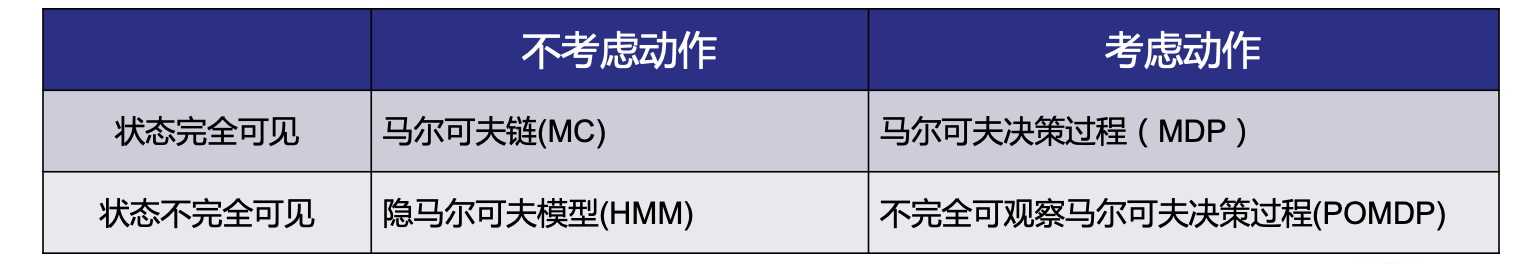 不考虑动作 考虑动作
状态完全可见 马尔可夫链(MC) 马尔可夫决策过程（MDP）
状态不完全可见 隐马尔可夫模型(HMM) 不完全可观察马尔可夫决策过程(POMDP)